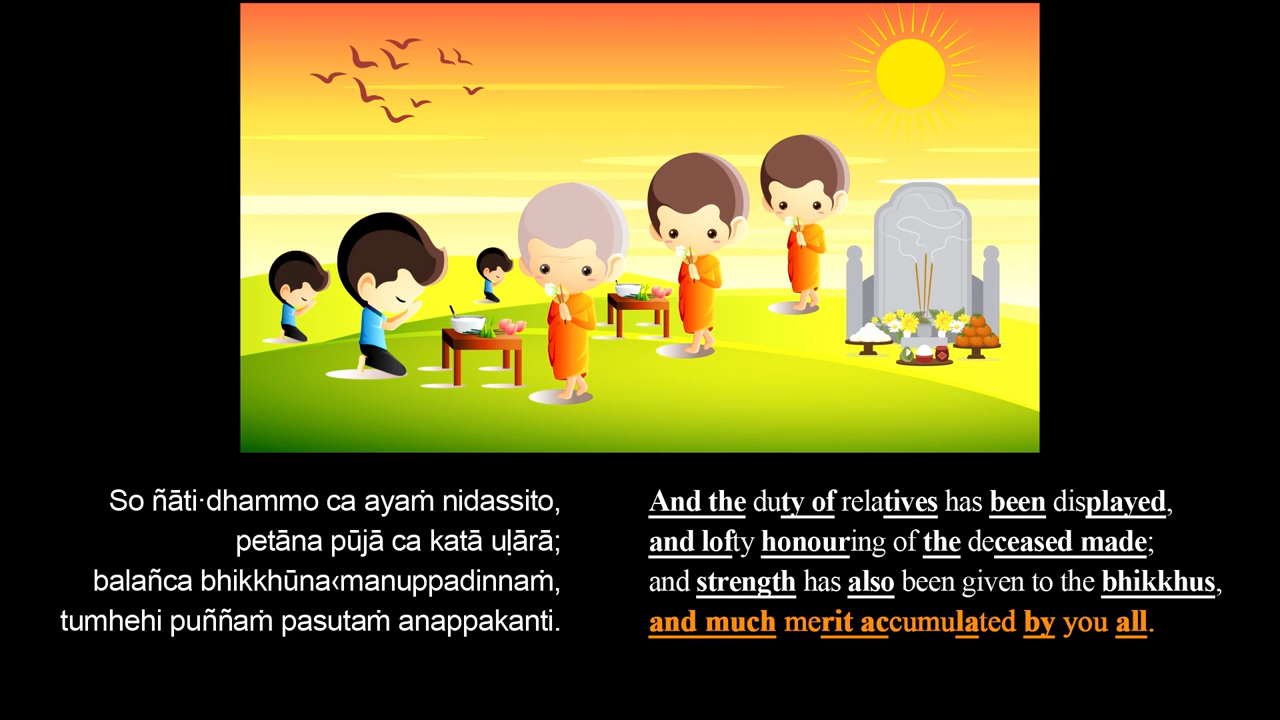 So ñāti·dhammo ca ayaṁ nidassito,
petāna pūjā ca katā uḷārā;
balañca bhikkhūna‹manuppadinnaṁ,
tumhehi puññaṁ pasutaṁ anappakanti.
And the duty of relatives has been displayed,
and lofty honouring of the deceased made;
and strength has also been given to the bhikkhus,
and much merit accumulated by you all.